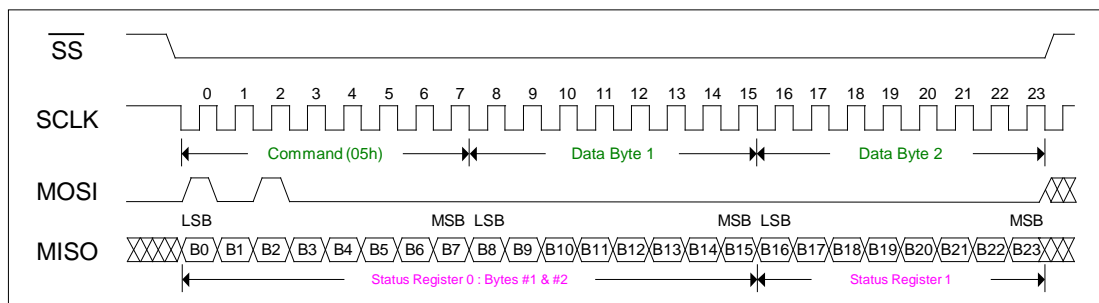 SS
0 1 2 3 4 5 6 7 8 9 10 11 12 13 14 15 16 17 18 19 20 21 22 23
SCLK
Command (05h) Data Byte 1 Data Byte 2
MOSI
LSB MSB LSB MSB LSB MSB
MISO B0 B1 B2 B3 B4 B5 B6 B7 B8 B9 B10 B11 B12 B13 B14 B15 B16 B17 B18 B19 B20 B21 B22 B23
Status Register 0 : Bytes #1 & #2 Status Register 1